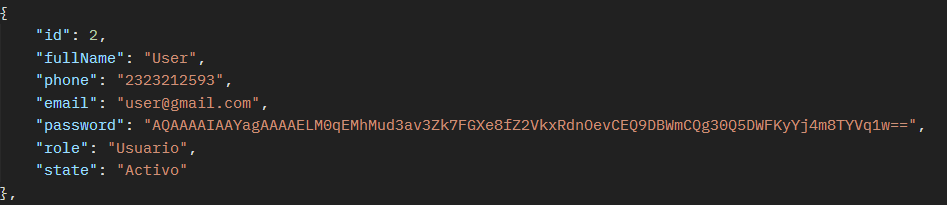 {
"id": 2,
"fullName": "User",
"phone": "2323212593",
"email": "user@gmail.com",
"password": "AQAAAAIAAYagAAAAELM0qEMhMud3av3Zk7FGXe8fZ2VkxRdnOevCEQ9DBWmCQg30Q5DWFKyYj4m8TYVq1w==",
"role": "Usuario",
"state": "Activo"
},